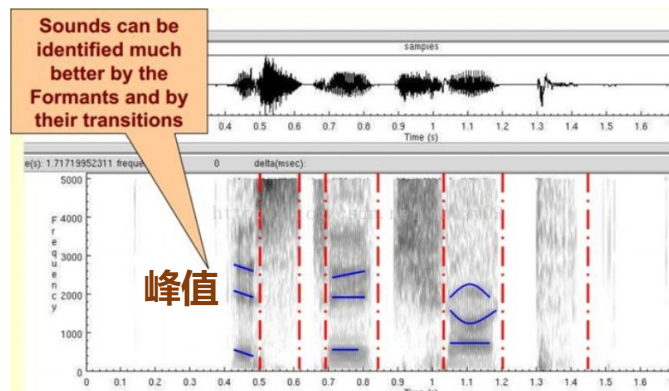 Sounds can be
identified much
better by the
Formants and by
their transitions
samples
0.4 0.5 0.6 0.7 0.8 0.9 1 1.1 1.2 1.3 1.4 1.5 1.6
Time (s)
e(s): 1.71719952311 freque 0 delta(msec):
5000
4000
3000
2000
1000
0
Frequency
峰值
0 0.1 0.2 0.3 0.4 0.5 0.6 0.7 0.8 0.9 1 1.1 1.2 1.3 1.4 1.5 1.6
Time (s)